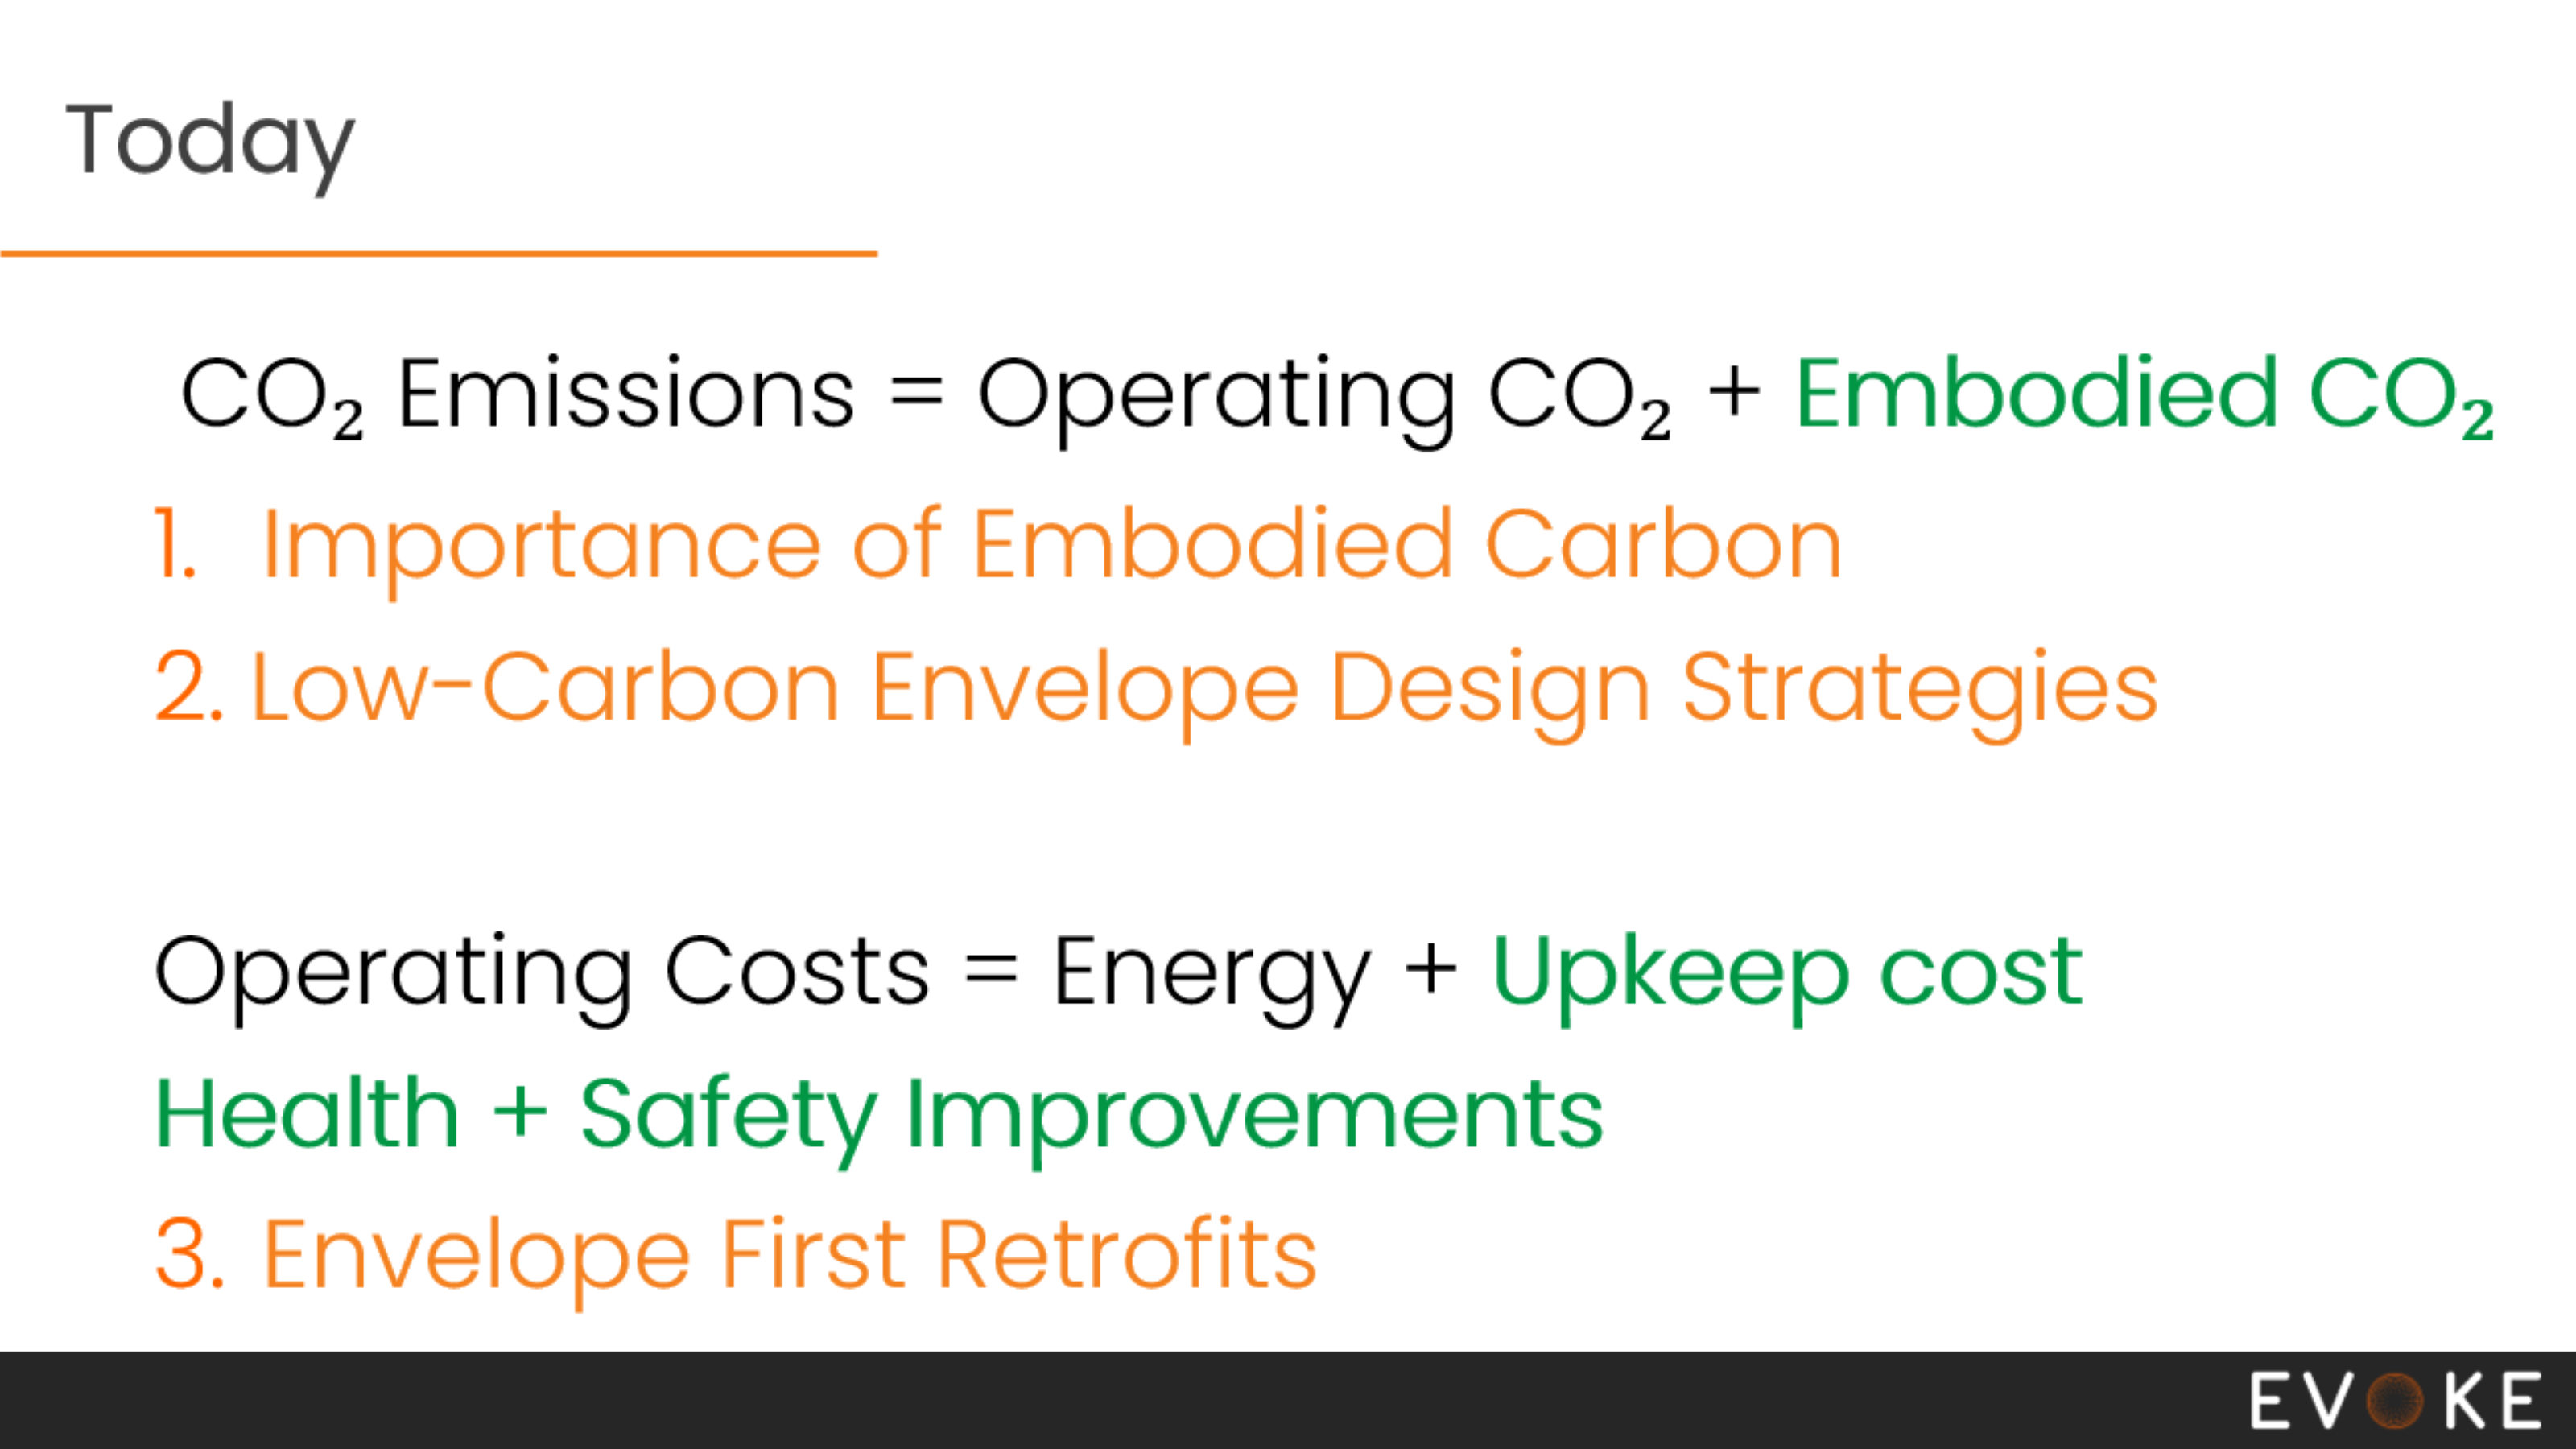 Today
CO₂ Emissions = Operating CO₂ + Embodied CO₂
1. Importance of Embodied Carbon
2. Low-Carbon Envelope Design Strategies
Operating Costs = Energy + Upkeep cost
Health + Safety Improvements
3. Envelope First Retrofits
EVOKE